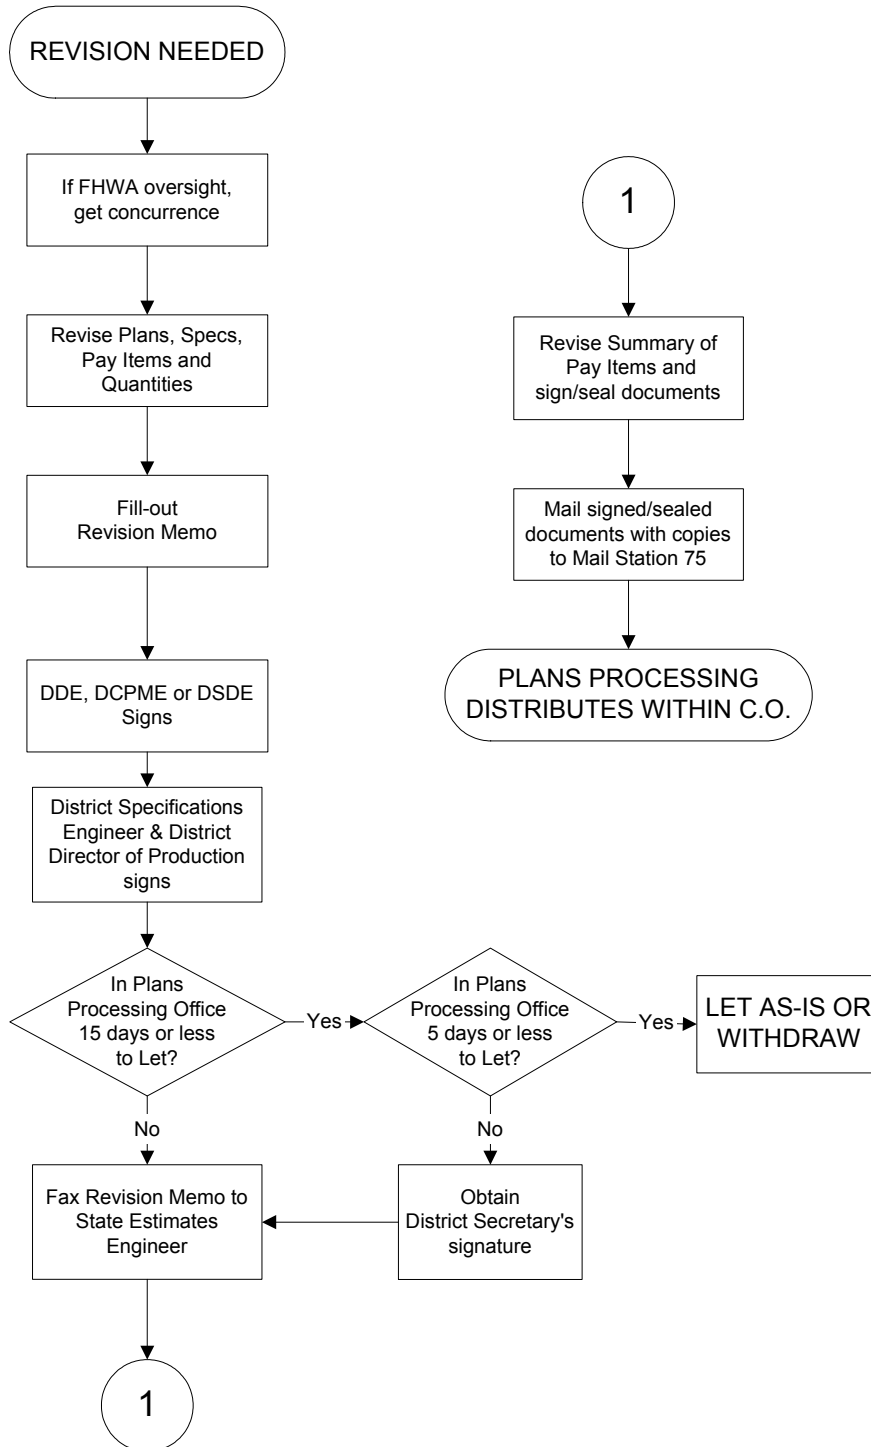 REVISION NEEDED
If FHWA oversight,
get concurrence
Revise Plans, Specs,
Pay Items and
Quantities
Fill-out
Revision Memo
DDE, DCPME or DSDE
Signs
District Specifications
Engineer & District
Director of Production
signs
In Plans
Processing Office
15 days or less
to Let?
Yes
In Plans
Processing Office
5 days or less
to Let?
Yes
LET AS-IS OR
WITHDRAW
No
No
Fax Revision Memo to
State Estimates
Engineer
Obtain
District Secretary's
signature
1
1
Revise Summary of
Pay Items and
sign/seal documents
Mail signed/sealed
documents with copies
to Mail Station 75
PLANS PROCESSING
DISTRIBUTES WITHIN C.O.